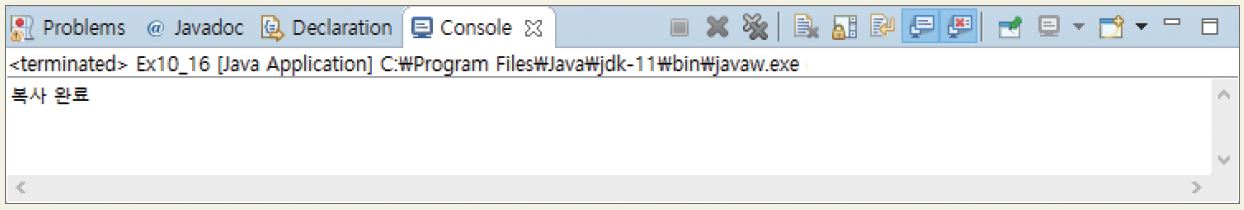 Problems @ Javadoc Declaration Console
<terminated> Ex10_16 [Java Application] C:₩Program Files₩Java₩jdk-11₩bin₩javaw.exe
복사 완료